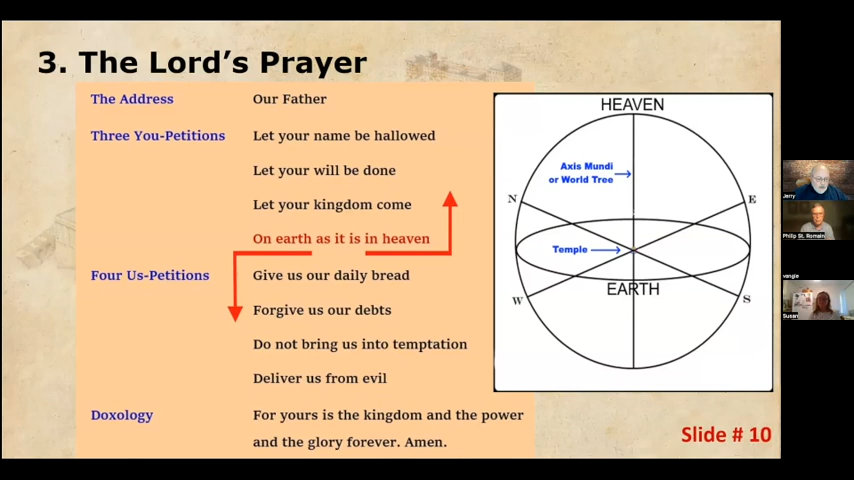 3. The Lord's Prayer
The Address
Our Father
Three You-Petitions
Let your name be hallowed
Let your will be done
Let your kingdom come
On earth as it is in heaven
Four Us-Petitions
Give us our daily bread
Forgive us our debts
Do not bring us into temptation
Deliver us from evil
Doxology
For yours is the kingdom and the power
and the glory forever. Amen.
HEAVEN
Axis Mundi
or World Tree
N
E
Temple
EARTH
W
S
Slide # 10
Jerry
Philip St. Romain
vangie
Susan